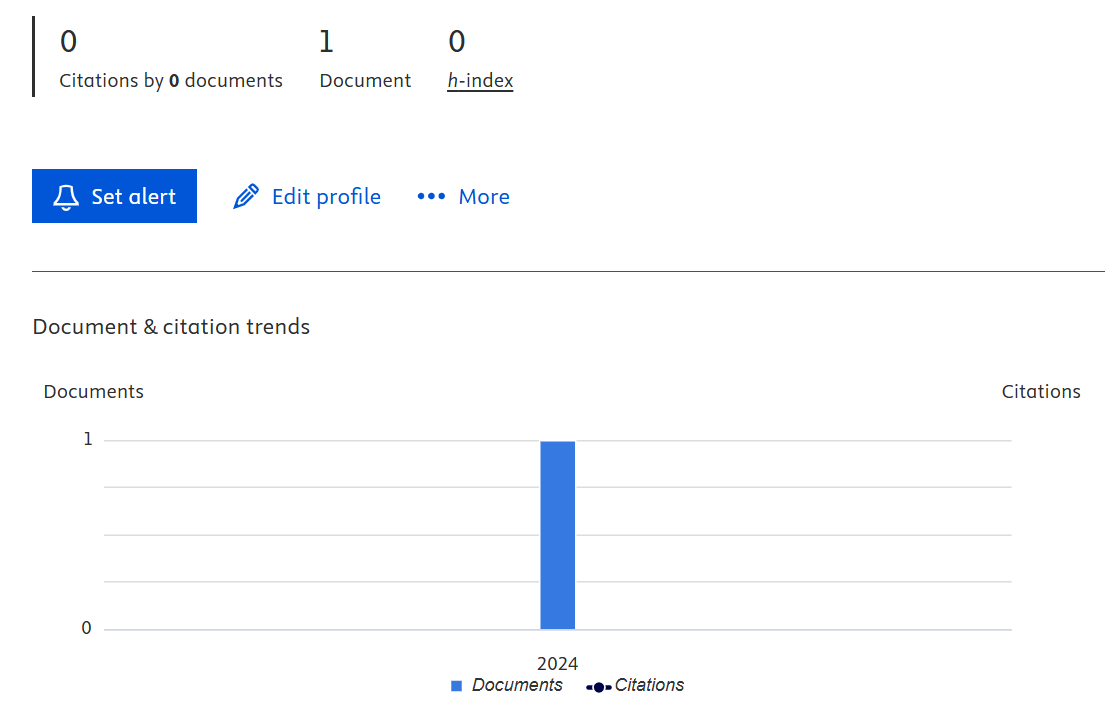 0 1 0
Citations by 0 documents Document h-index
Set alert Edit profile More
Document & citation trends
Documents Citations
1
0
2024
Documents Citations